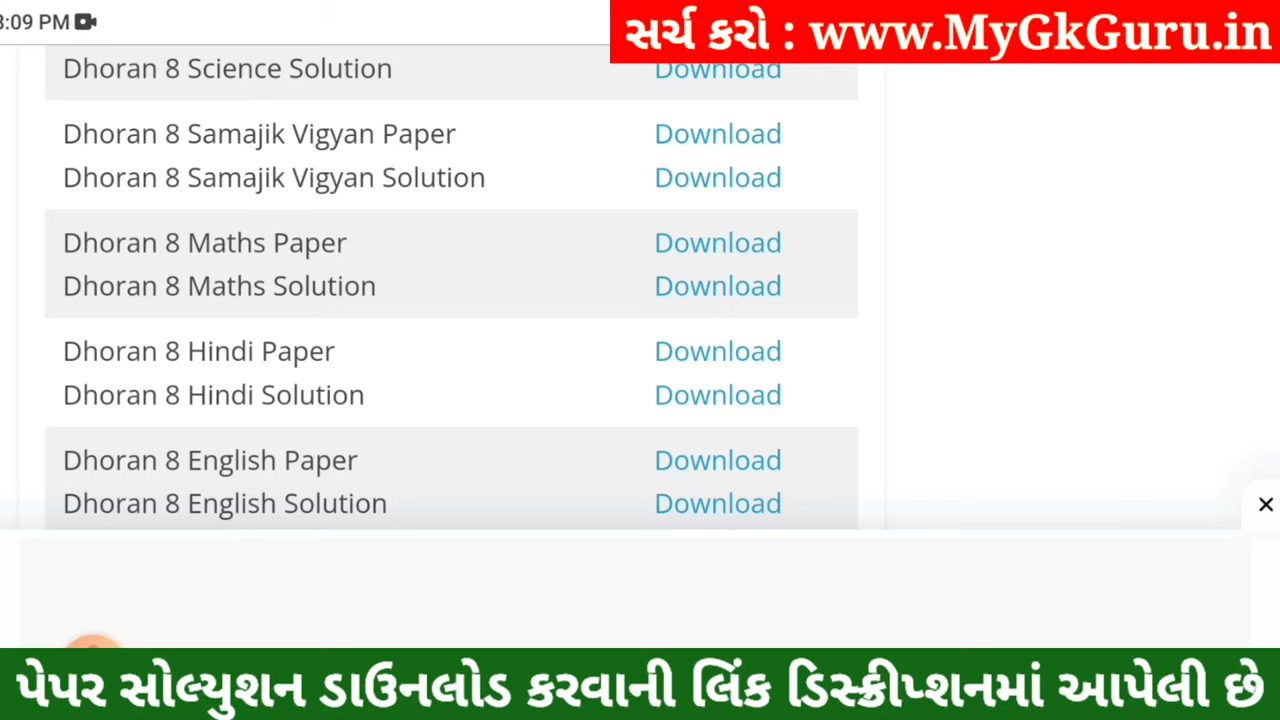 3:09 PM
સર્ચ કરો : www.MyGkGuru.in
Dhoran 8 Science Solution Download
Dhoran 8 Samajik Vigyan Paper Download
Dhoran 8 Samajik Vigyan Solution Download
Dhoran 8 Maths Paper Download
Dhoran 8 Maths Solution Download
Dhoran 8 Hindi Paper Download
Dhoran 8 Hindi Solution Download
Dhoran 8 English Paper Download
Dhoran 8 English Solution Download
પેપર સોલ્યુશન ડાઉનલોડ કરવાની લિંક ડિસ્ક્રીપ્શનમાં આપેલી છે